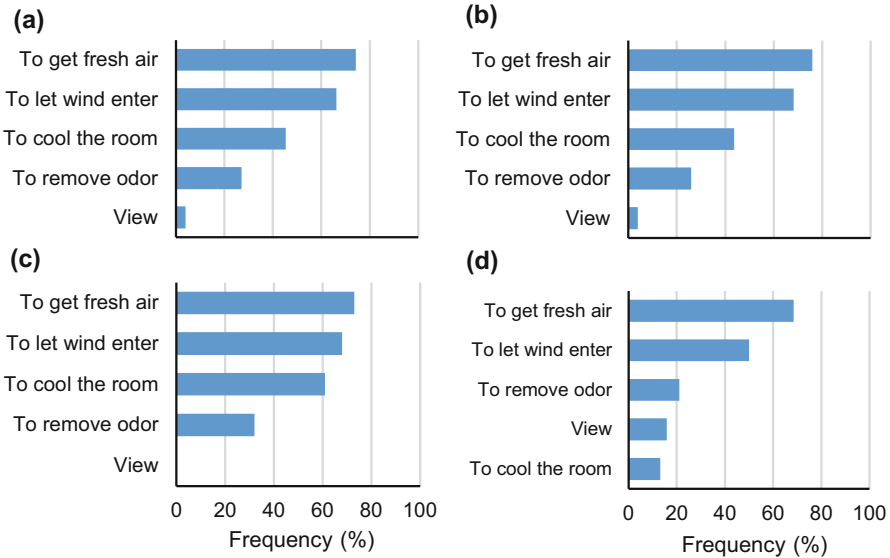 (a)
To get fresh air
To let wind enter
To cool the room
To remove odor
View
(b)
To get fresh air
To let wind enter
To cool the room
To remove odor
View
(c)
To get fresh air
To let wind enter
To cool the room
To remove odor
View
0 20 40 60 80 100
Frequency (%)
(d)
To get fresh air
To let wind enter
To remove odor
View
To cool the room
0 20 40 60 80 100
Frequency (%)